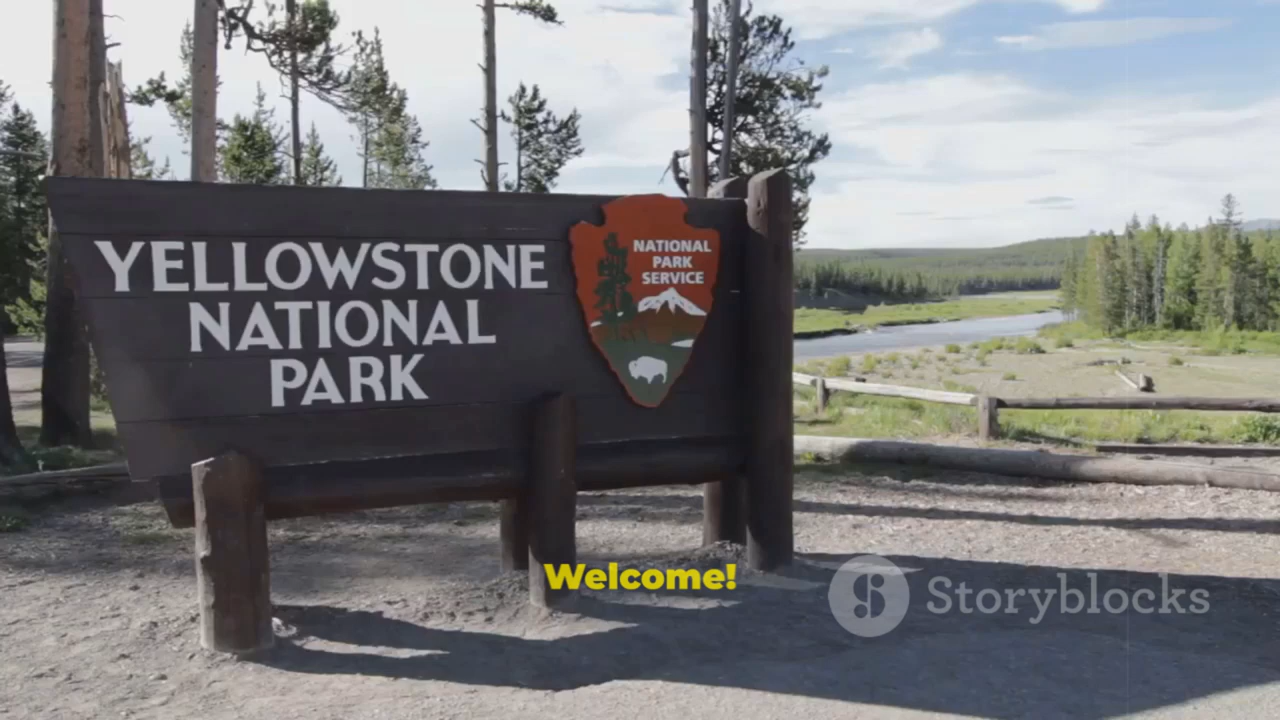 YELLOWSTONE
NATIONAL
PARK
NATIONAL
PARK
SERVICE
Welcome!
Storyblocks